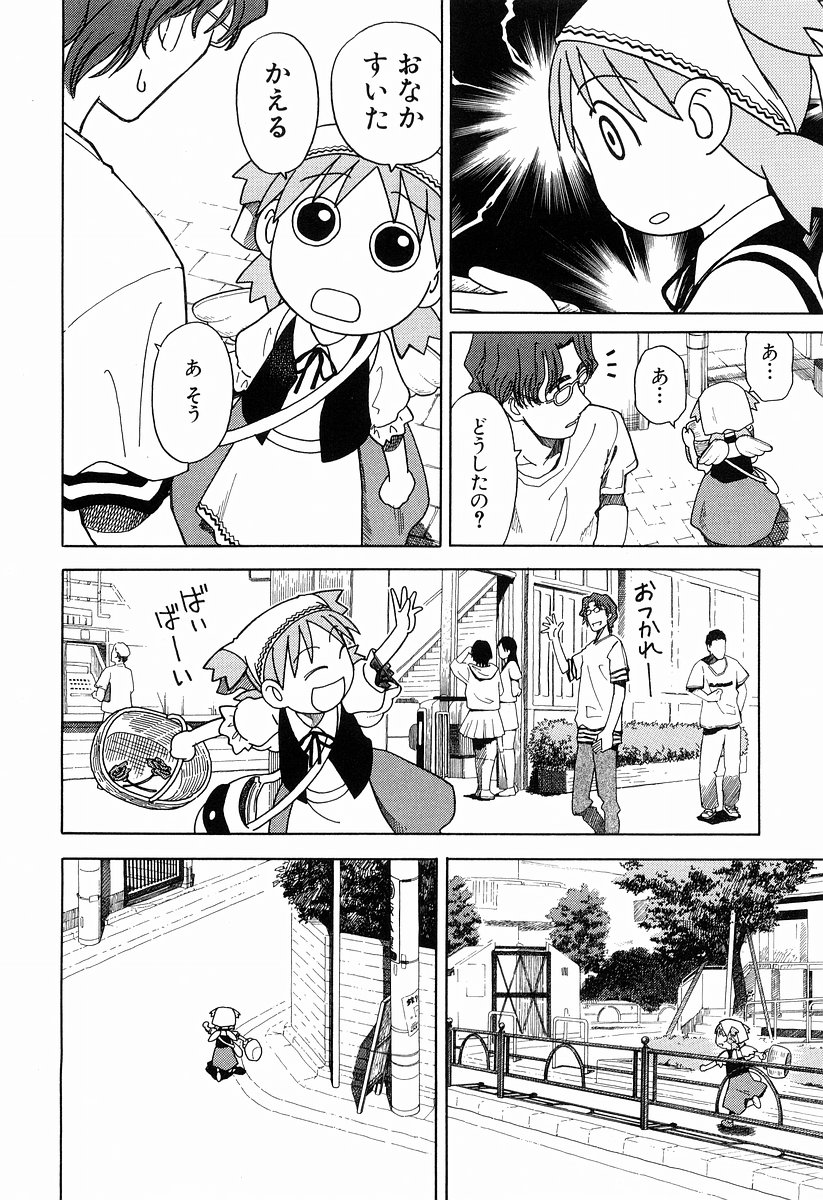 あ…
あ…
どうしたの？
おなか
すいた
かえる
あ そう
おつかれー
ばい
ばーい